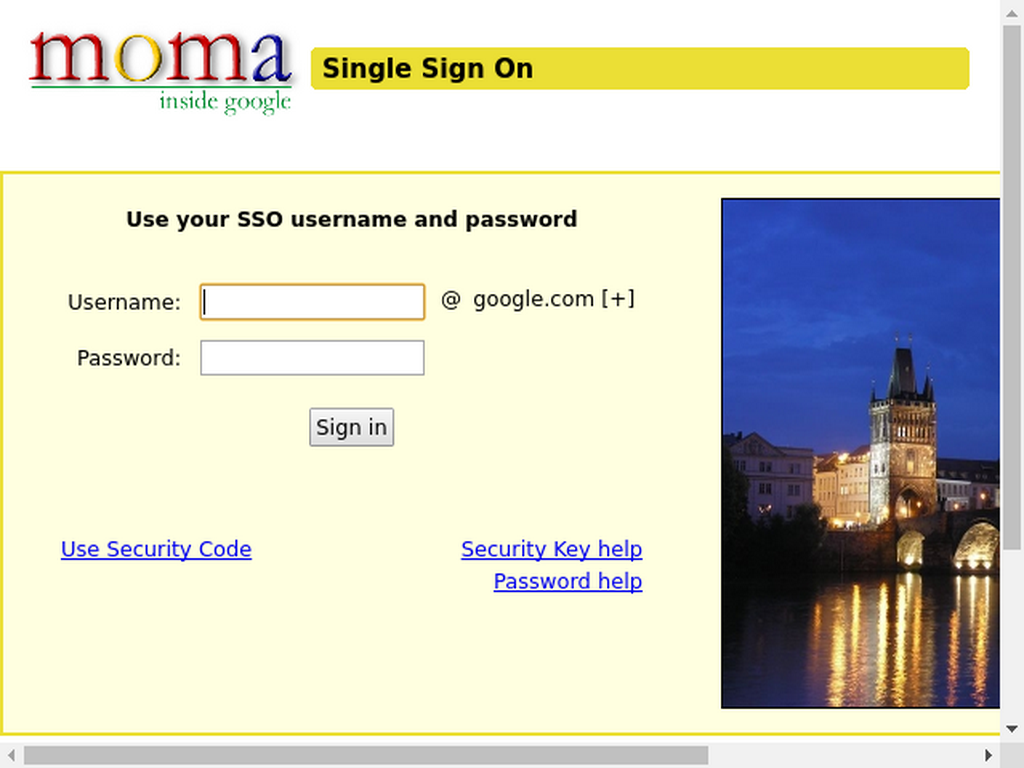 moma
inside google
Single Sign On
Use your SSO username and password
Username: @ google.com [+]
Password:
Sign in
Use Security Code Security Key help
Password help